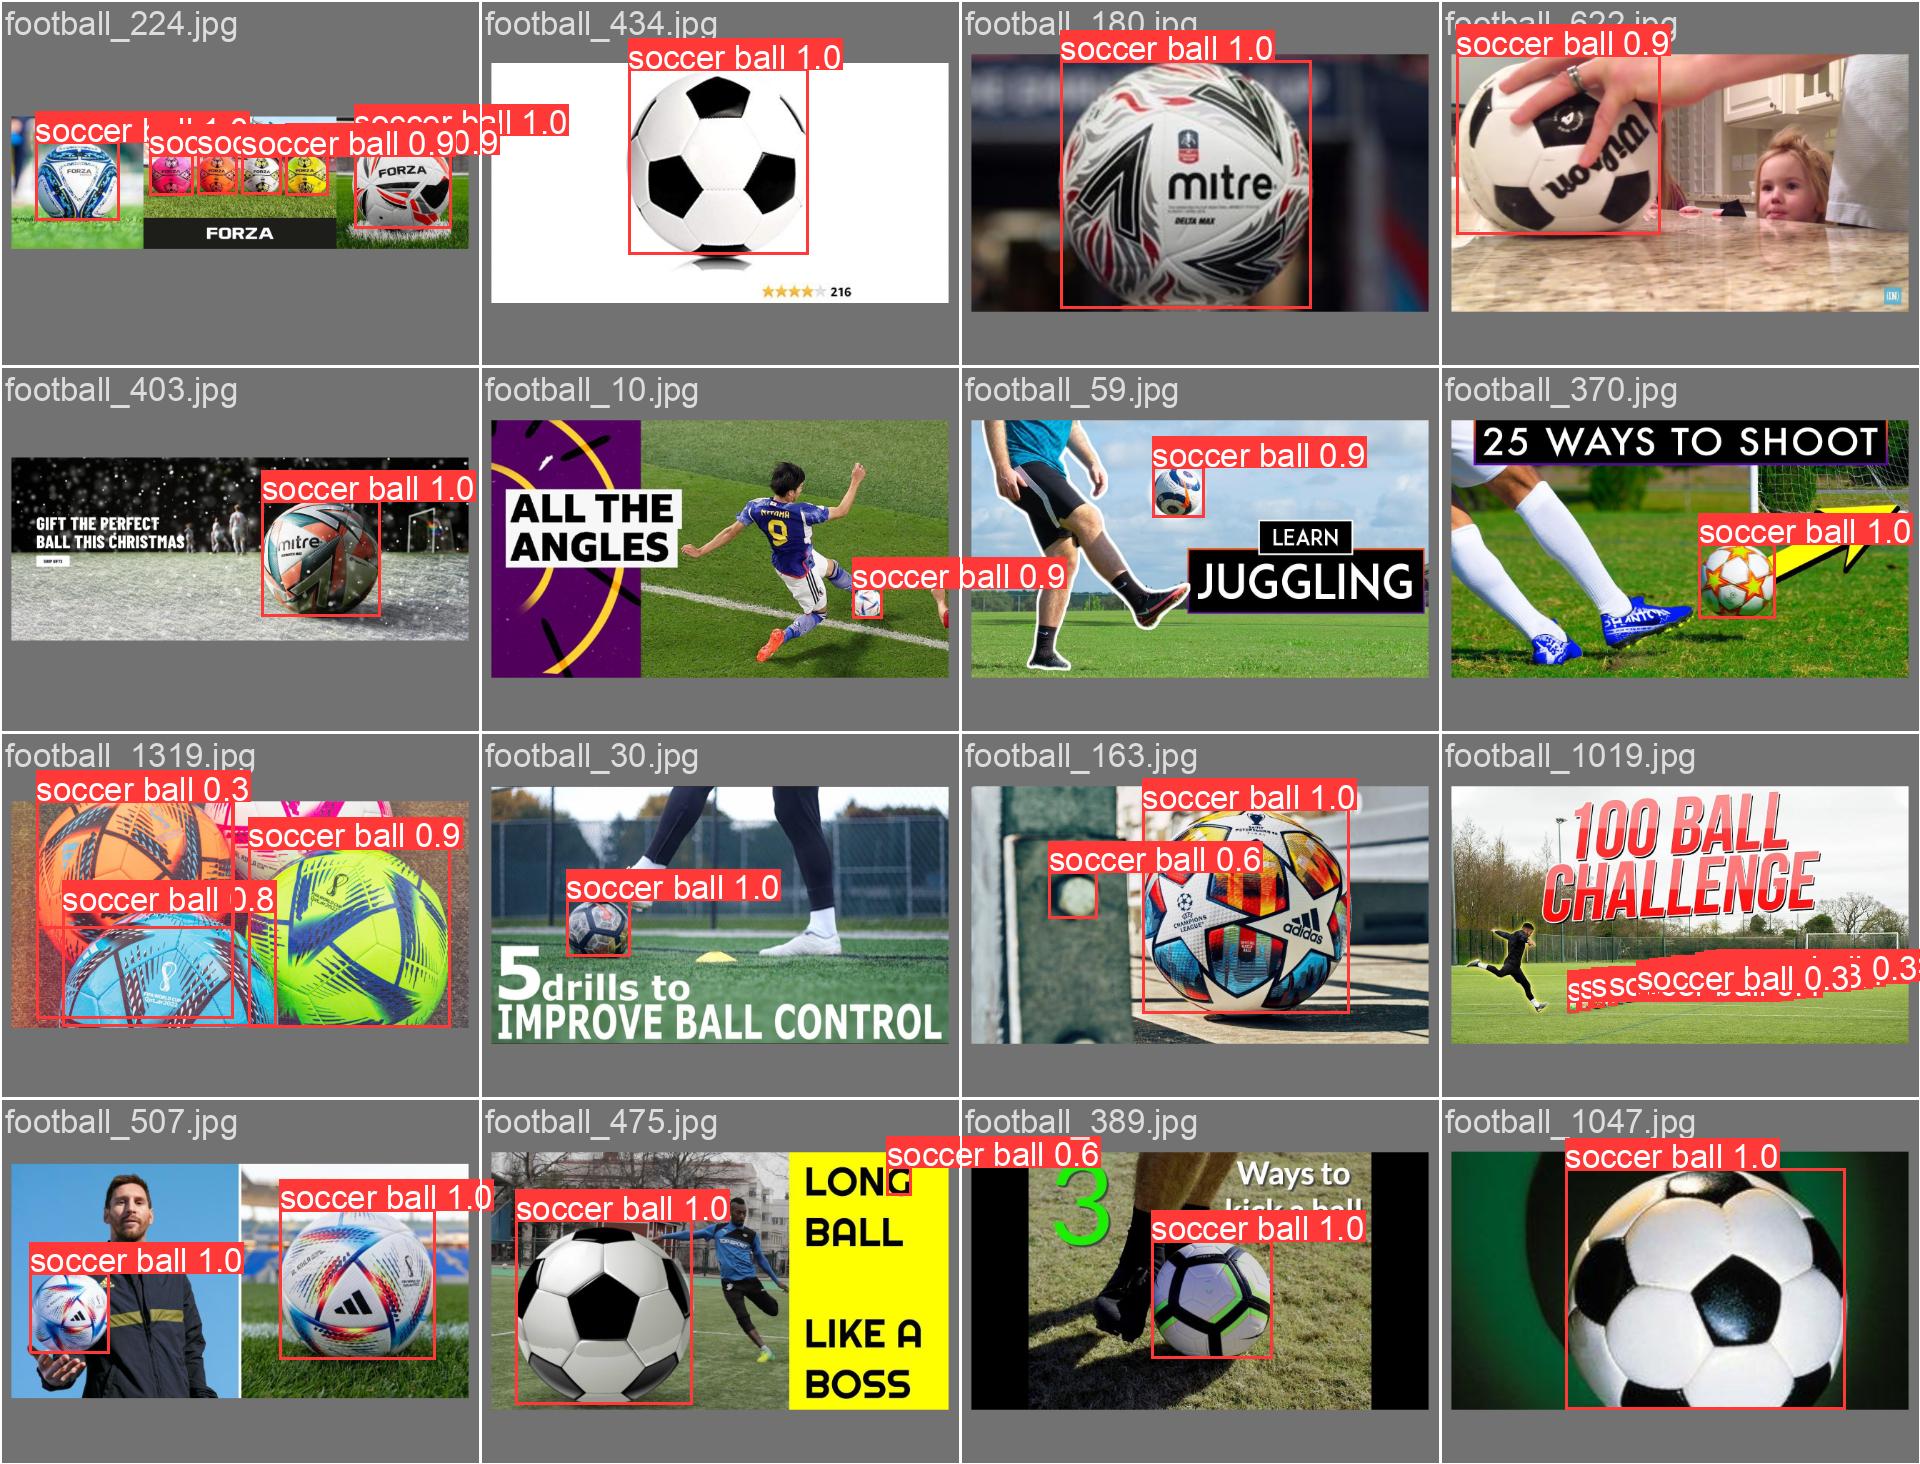 football_224.jpg
soccer ball 1.0
soccer ball 0.9
FORZA
FORZA
FORZA
football_434.jpg
soccer ball 1.0
216
football_180.jpg
soccer ball 1.0
mitre
DELTA MAX
football_622.jpg
soccer ball 0.9
Wilson
football_403.jpg
soccer ball 1.0
GIFT THE PERFECT
BALL THIS CHRISTMAS
mitre
football_10.jpg
ALL THE
ANGLES
9
soccer ball 0.9
football_59.jpg
soccer ball 0.9
LEARN
JUGGLING
football_370.jpg
25 WAYS TO SHOOT
soccer ball 1.0
football_1319.jpg
soccer ball 0.3
soccer ball 0.9
soccer ball 0.8
football_30.jpg
soccer ball 1.0
5 drills to
IMPROVE BALL CONTROL
football_163.jpg
soccer ball 1.0
soccer ball 0.6
CHAMPIONS
LEAGUE
adidas
football_1019.jpg
100 BALL
CHALLENGE
soccer ball 0.3
football_507.jpg
soccer ball 1.0
soccer ball 1.0
football_475.jpg
soccer ball 0.6
soccer ball 1.0
LONG
BALL
LIKE A
BOSS
football_389.jpg
3
Ways to
kick a ball
soccer ball 1.0
football_1047.jpg
soccer ball 1.0